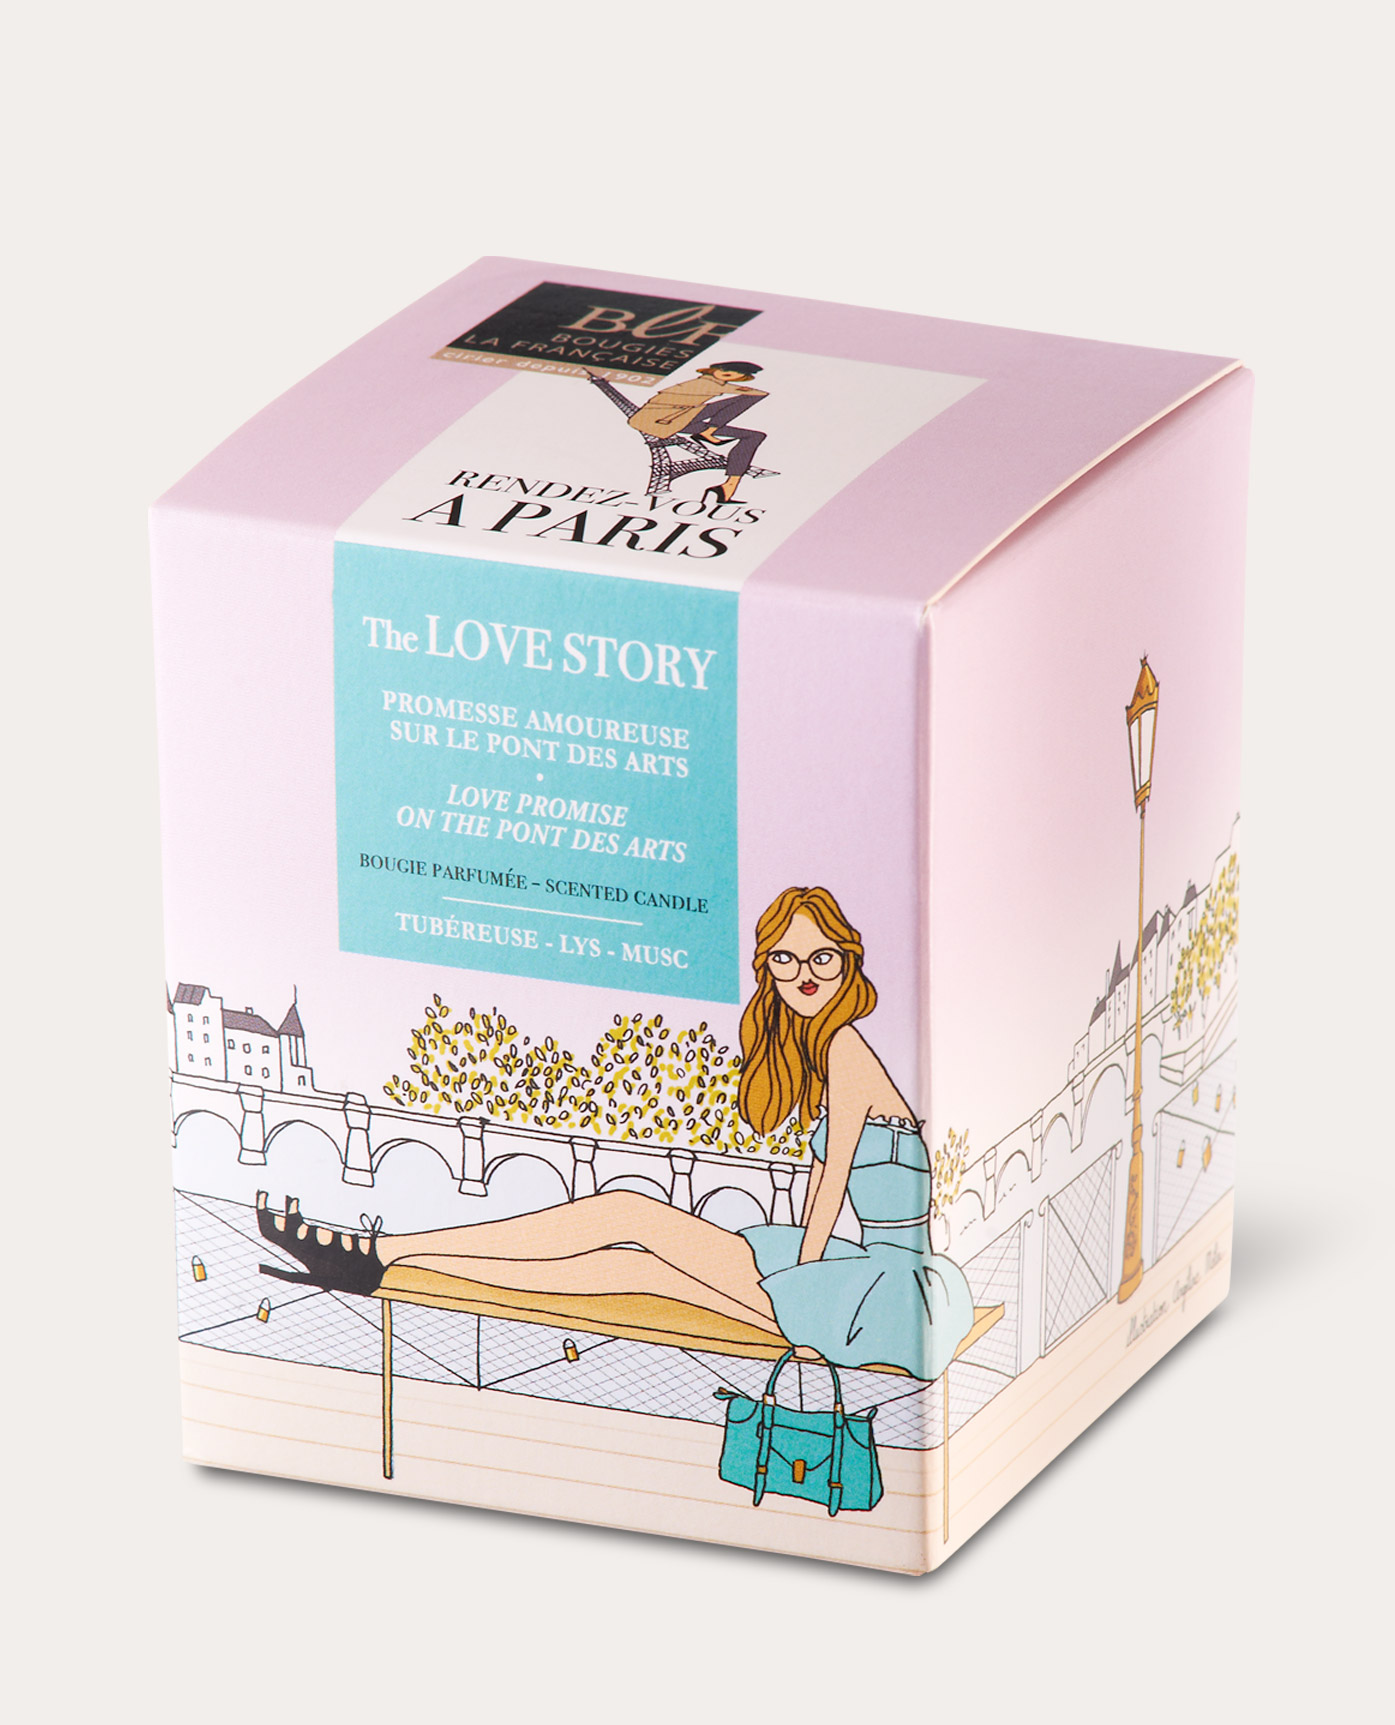 BLF
BOUGIES
LA FRANÇAISE
cirier depuis 1902
RENDEZ-VOUS
A PARIS
The LOVE STORY
PROMESSE AMOUREUSE
SUR LE PONT DES ARTS
•
LOVE PROMISE
ON THE PONT DES ARTS
BOUGIE PARFUMÉE – SCENTED CANDLE
TUBÉREUSE - LYS - MUSC
Illustration